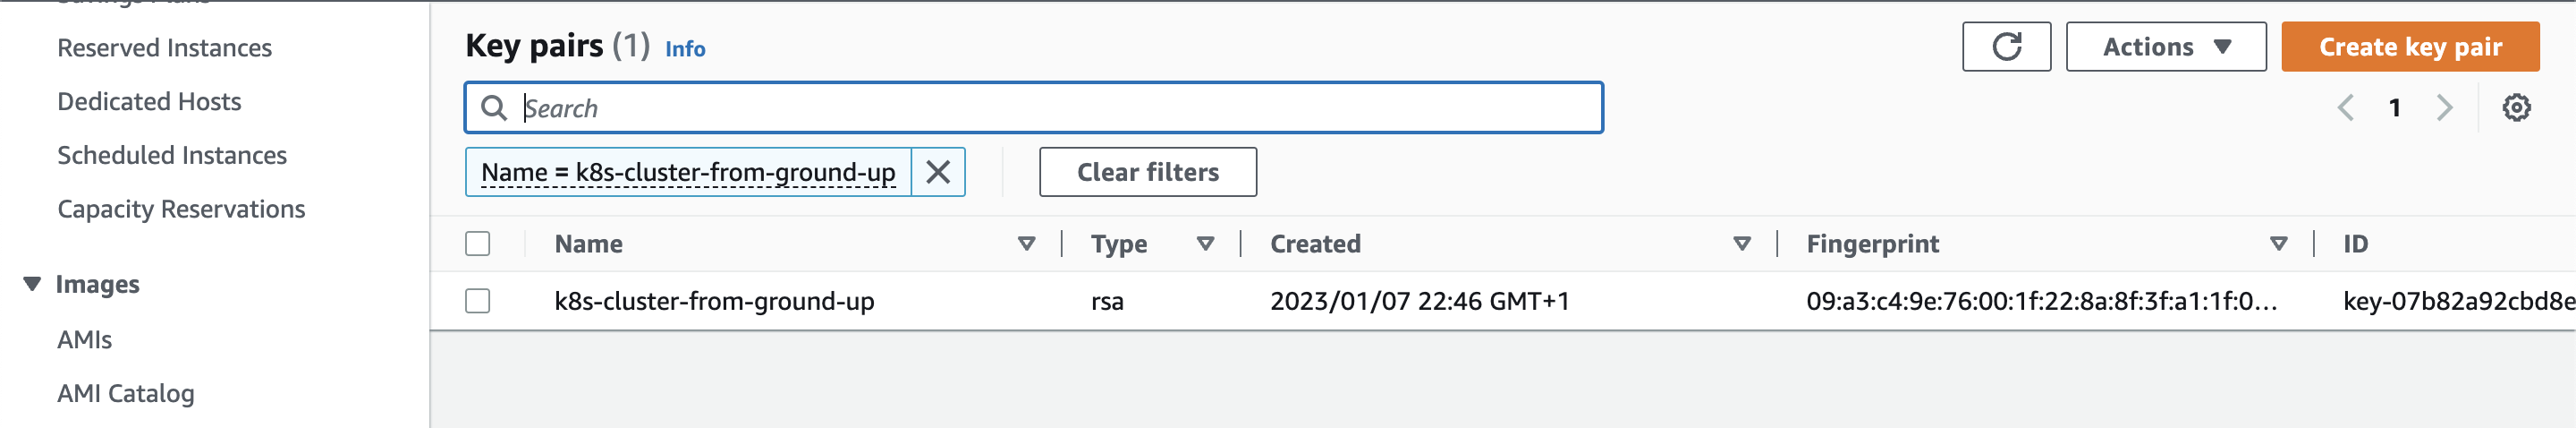 Savings Plans
Reserved Instances
Dedicated Hosts
Scheduled Instances
Capacity Reservations
Images
AMIs
AMI Catalog
Key pairs (1) Info
Actions
Create key pair
Search
1
Name = k8s-cluster-from-ground-up
Clear filters
Name Type Created Fingerprint ID
k8s-cluster-from-ground-up rsa 2023/01/07 22:46 GMT+1 09:a3:c4:9e:76:00:1f:22:8a:8f:3f:a1:1f:0... key-07b82a92cbd8e